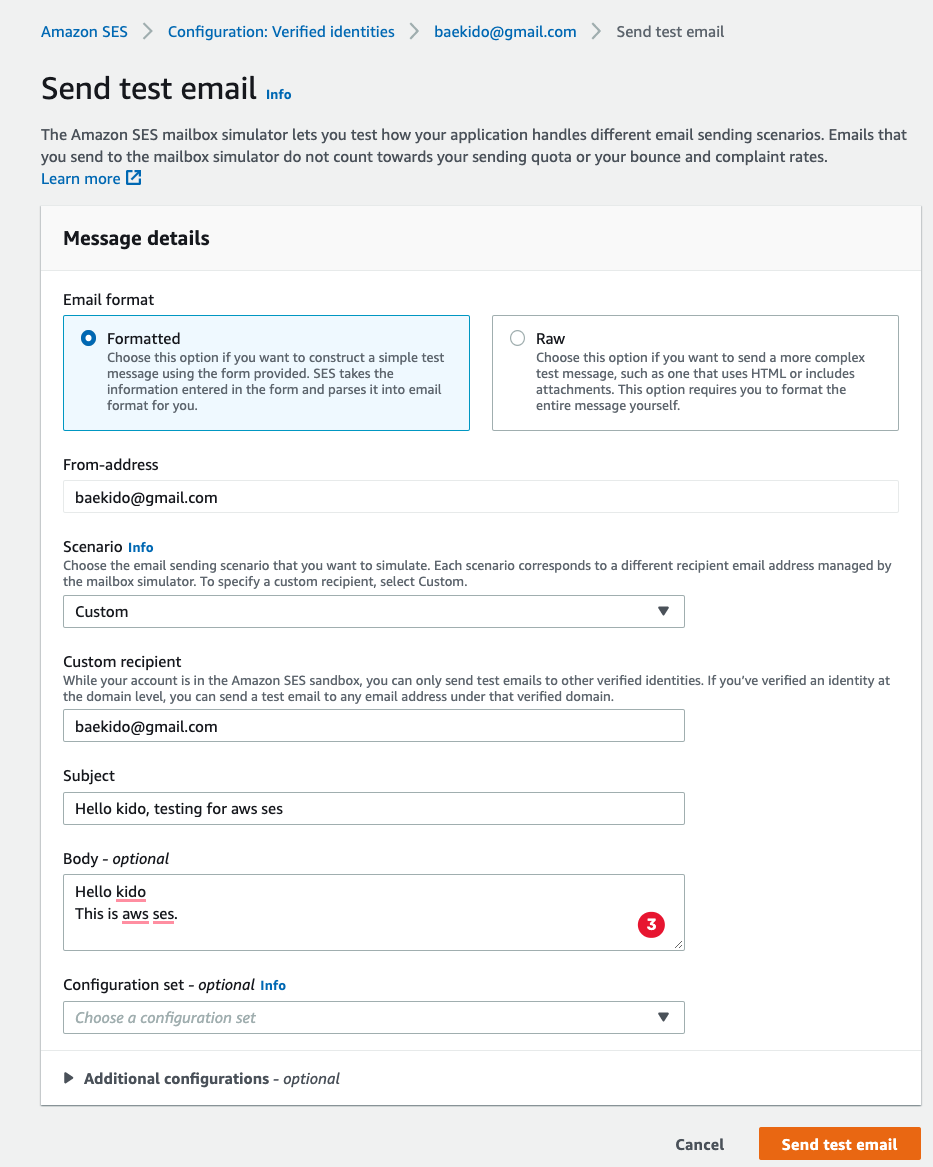 Amazon SES > Configuration: Verified identities > baekido@gmail.com > Send test email
Send test email Info
The Amazon SES mailbox simulator lets you test how your application handles different email sending scenarios. Emails that
you send to the mailbox simulator do not count towards your sending quota or your bounce and complaint rates.
Learn more
Message details
Email format
Formatted
Choose this option if you want to construct a simple test
message using the form provided. SES takes the
information entered in the form and parses it into email
format for you.
Raw
Choose this option if you want to send a more complex
test message, such as one that uses HTML or includes
attachments. This option requires you to format the
entire message yourself.
From-address
baekido@gmail.com
Scenario Info
Choose the email sending scenario that you want to simulate. Each scenario corresponds to a different recipient email address managed by
the mailbox simulator. To specify a custom recipient, select Custom.
Custom
Custom recipient
While your account is in the Amazon SES sandbox, you can only send test emails to other verified identities. If you’ve verified an identity at
the domain level, you can send a test email to any email address under that verified domain.
baekido@gmail.com
Subject
Hello kido, testing for aws ses
Body - optional
Hello kido
This is aws ses.
3
Configuration set - optional Info
Choose a configuration set
Additional configurations - optional
Cancel
Send test email